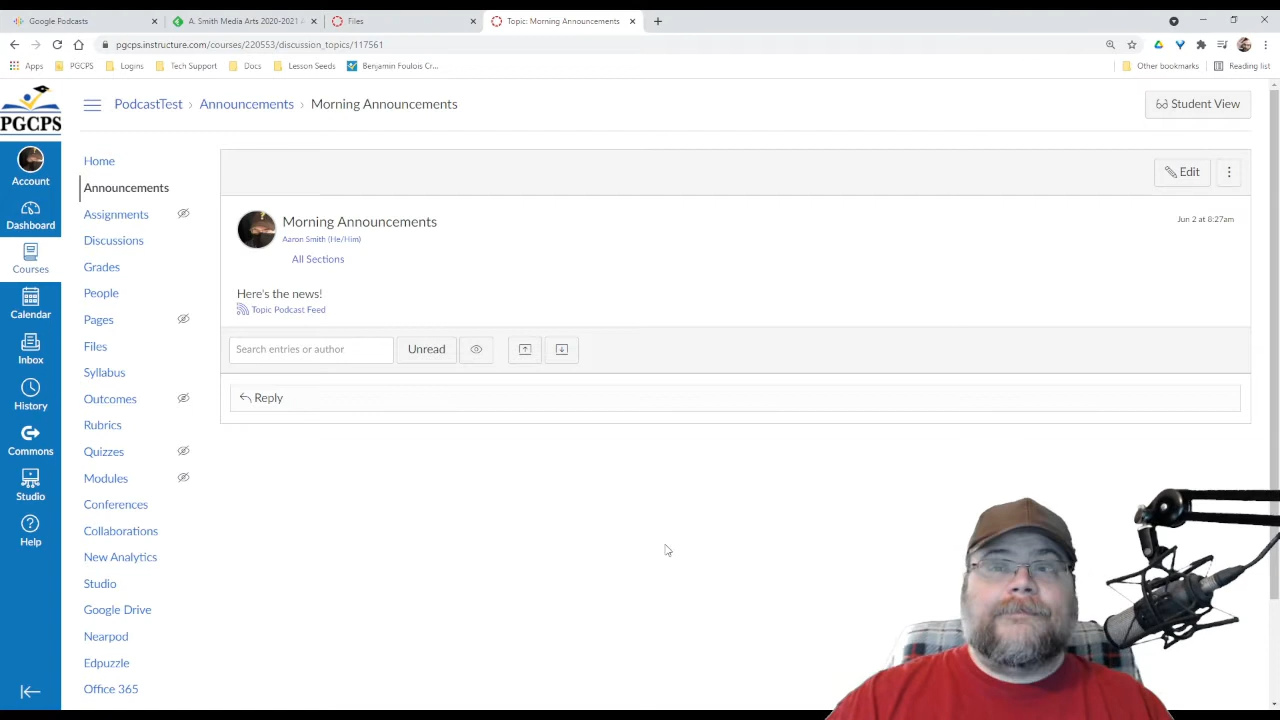 Google Podcasts
A. Smith Media Arts 2020-2021
Files
Topic: Morning Announcements
pgcps.instructure.com/courses/220553/discussion_topics/117561
Apps PGCPS Logins Tech Support Docs Lesson Seeds Benjamin Foulois Cr... Other bookmarks Reading list
PGCPS
Account
Dashboard
Courses
Calendar
Inbox
History
Commons
Studio
Help
PodcastTest › Announcements › Morning Announcements
Student View
Home
Announcements
Assignments
Discussions
Grades
People
Pages
Files
Syllabus
Outcomes
Rubrics
Quizzes
Modules
Conferences
Collaborations
New Analytics
Studio
Google Drive
Nearpod
Edpuzzle
Office 365
Edit
Morning Announcements
Jun 2 at 8:27am
Aaron Smith (He/Him)
All Sections
Here's the news!
Topic Podcast Feed
Search entries or author
Unread
Reply